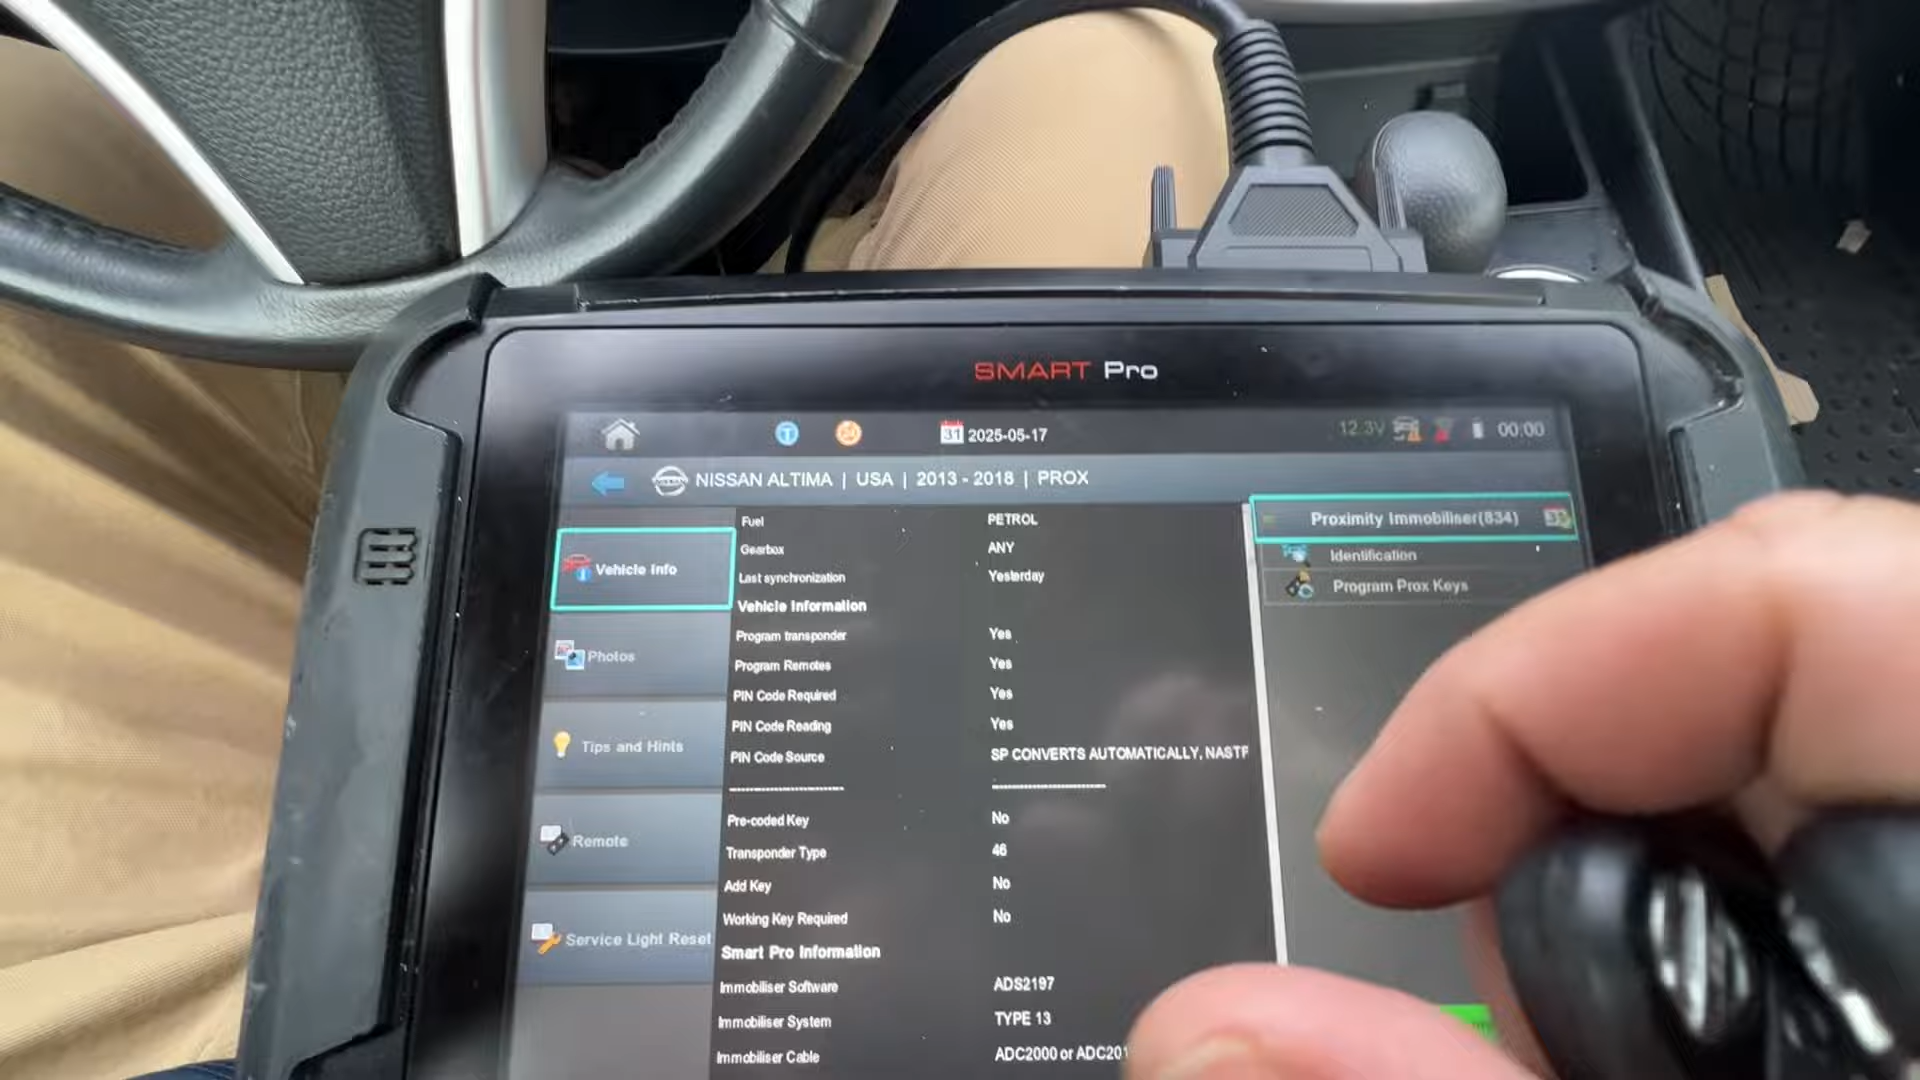 SMART Pro
31 2025-05-17 12.3V 00:00
NISSAN ALTIMA | USA | 2013 - 2018 | PROX
Vehicle Info
Photos
Tips and Hints
Remote
Service Light Reset
Fuel PETROL
Gearbox ANY
Last synchronization Yesterday
Vehicle Information
Program transponder Yes
Program Remotes Yes
PIN Code Required Yes
PIN Code Reading Yes
PIN Code Source SP CONVERTS AUTOMATICALLY, NASTF
Pre-coded Key No
Transponder Type 46
Add Key No
Working Key Required No
Smart Pro Information
Immobiliser Software ADS2197
Immobiliser System TYPE 13
Immobiliser Cable ADC2000 or ADC201
Proximity Immobiliser(834)
Identification
Program Prox Keys